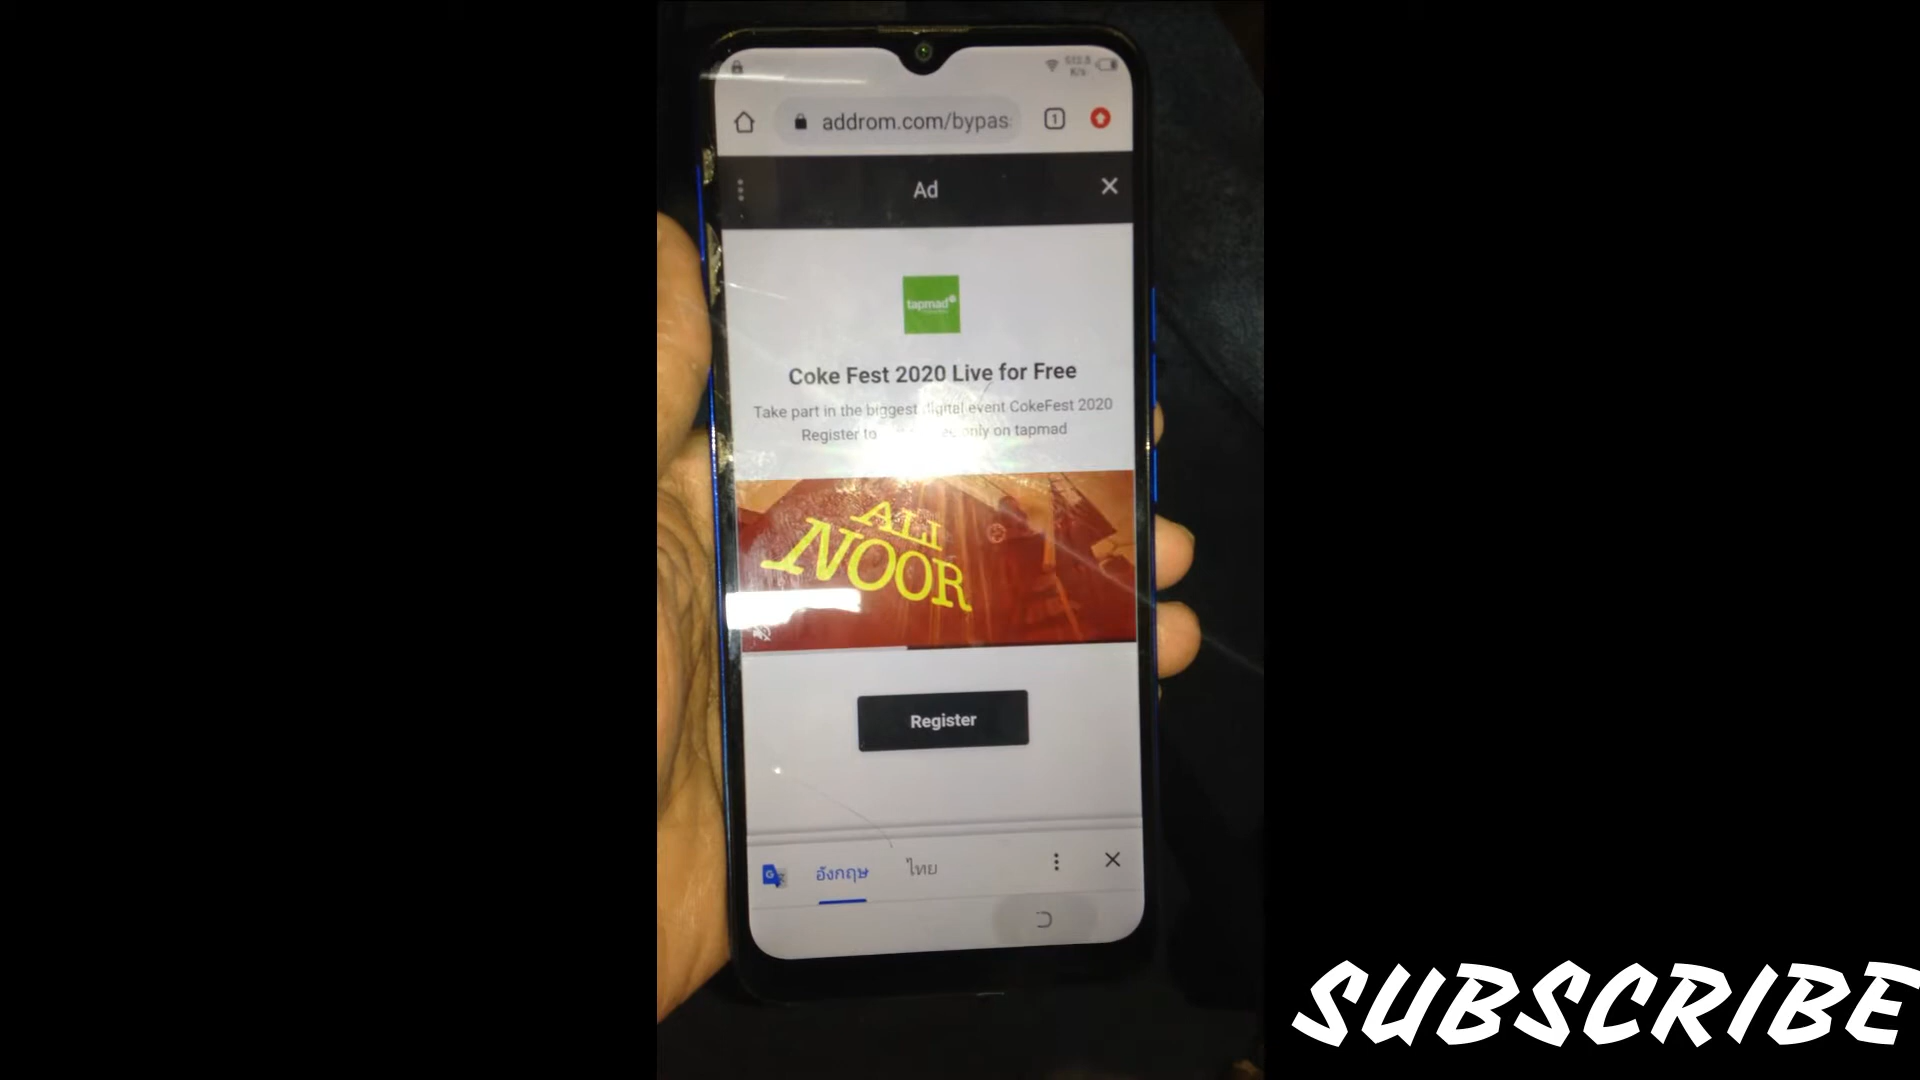 addrom.com/bypas
1
Ad
tapmad
Coke Fest 2020 Live for Free
Take part in the biggest digital event CokeFest 2020
Register to only on tapmad
ALI
NOOR
Register
อังกฤษ ไทย
SUBSCRIBE